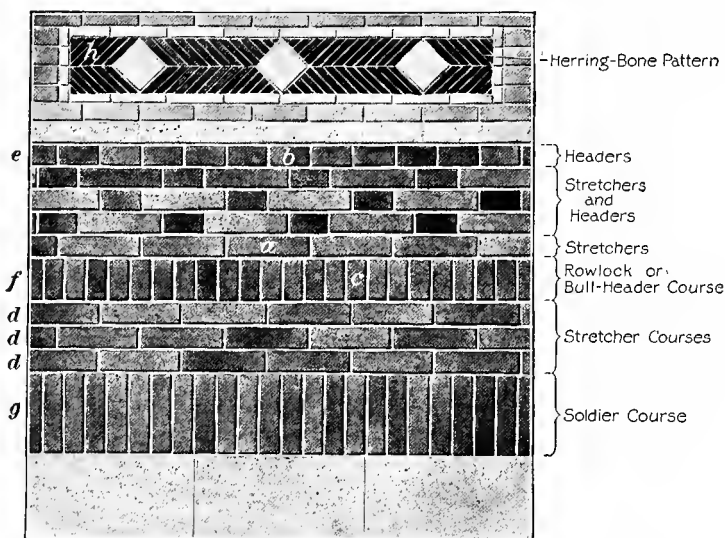 h
Herring-Bone Pattern
e
b
Headers
Stretchers
and
Headers
a
Stretchers
f
c
Rowlock or
Bull-Header Course
d
d
d
Stretcher Courses
g
Soldier Course